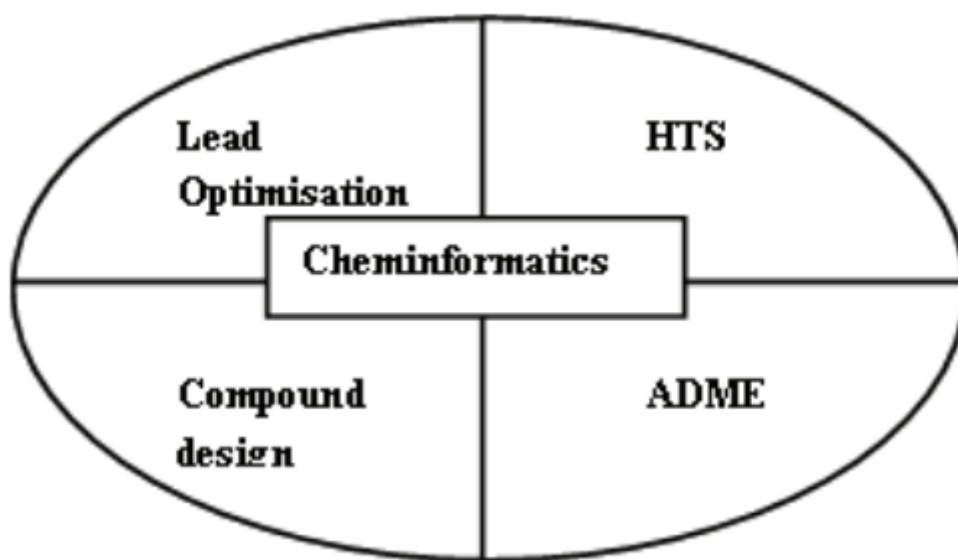 Lead
Optimisation
HTS
Cheminformatics
Compound
design
ADME